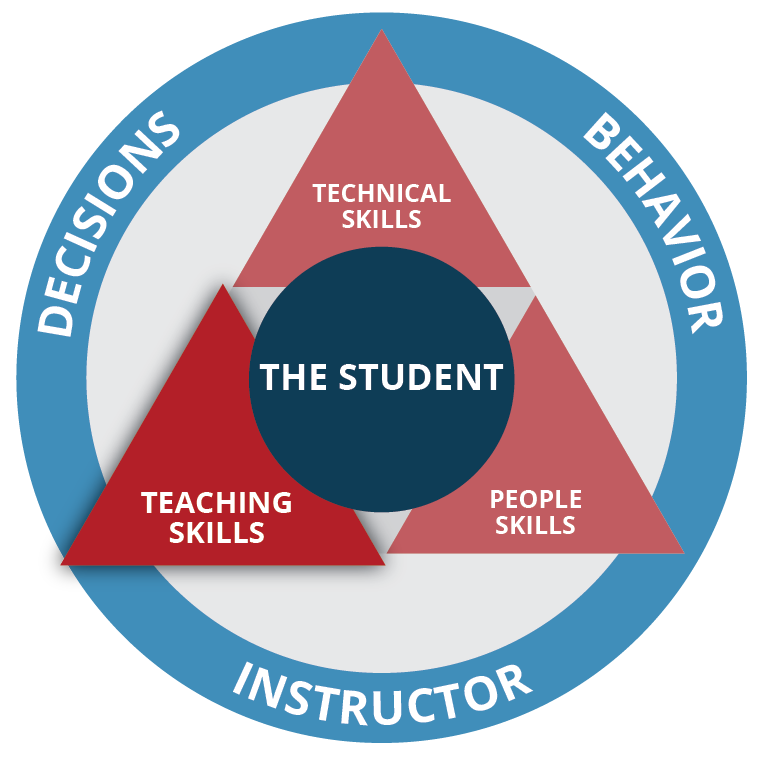 DECISIONS
BEHAVIOR
TECHNICAL
SKILLS
THE STUDENT
TEACHING
SKILLS
PEOPLE
SKILLS
INSTRUCTOR